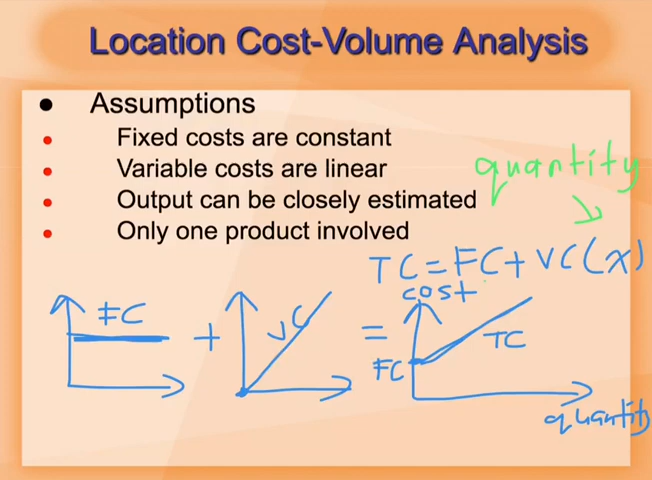 Location Cost-Volume Analysis
Assumptions
Fixed costs are constant
Variable costs are linear
Output can be closely estimated
Only one product involved
quantity
TC=FC+VC(X)
FC
+
VC
=
cost
FC
TC
quantity